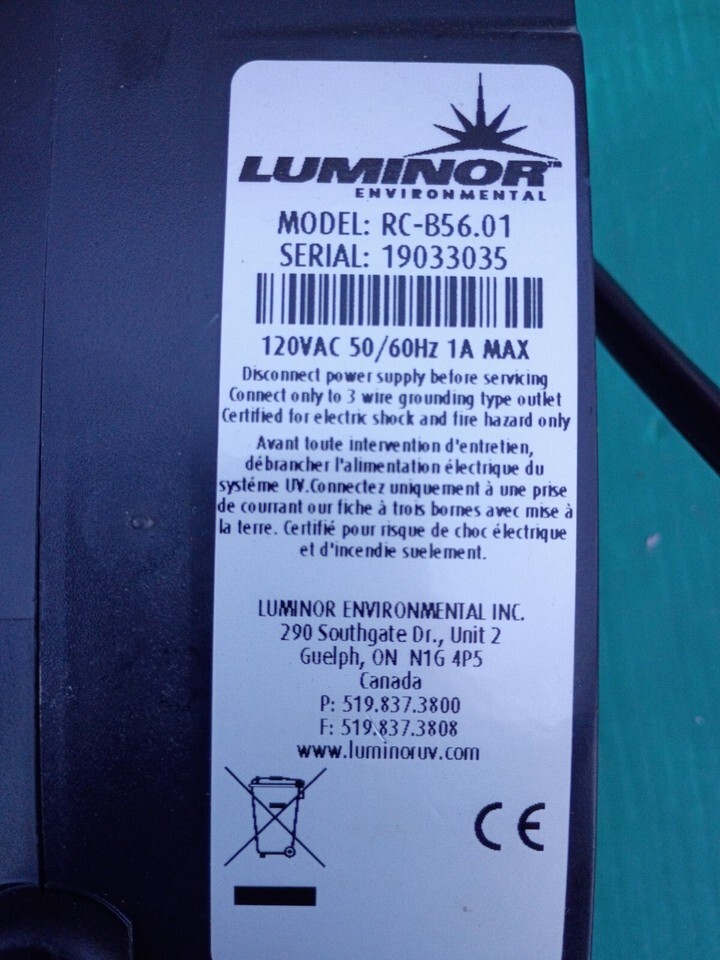 LUMINOR™
ENVIRONMENTAL
MODEL: RC-B56.01
SERIAL: 19033035
120VAC 50/60Hz 1A MAX
Disconnect power supply before servicing
Connect only to 3 wire grounding type outlet
Certified for electric shock and fire hazard only
Avant toute intervention d'entretien,
débrancher l'alimentation électrique du
systéme UV.Connectez uniquement à une prise
de courrant our fiche à trois bornes avec mise à
la terre. Certifié pour risque de choc électrique
et d'incendie suelement.
LUMINOR ENVIRONMENTAL INC.
290 Southgate Dr., Unit 2
Guelph, ON N1G 4P5
Canada
P: 519.837.3800
F: 519.837.3808
www.luminoruv.com
CE